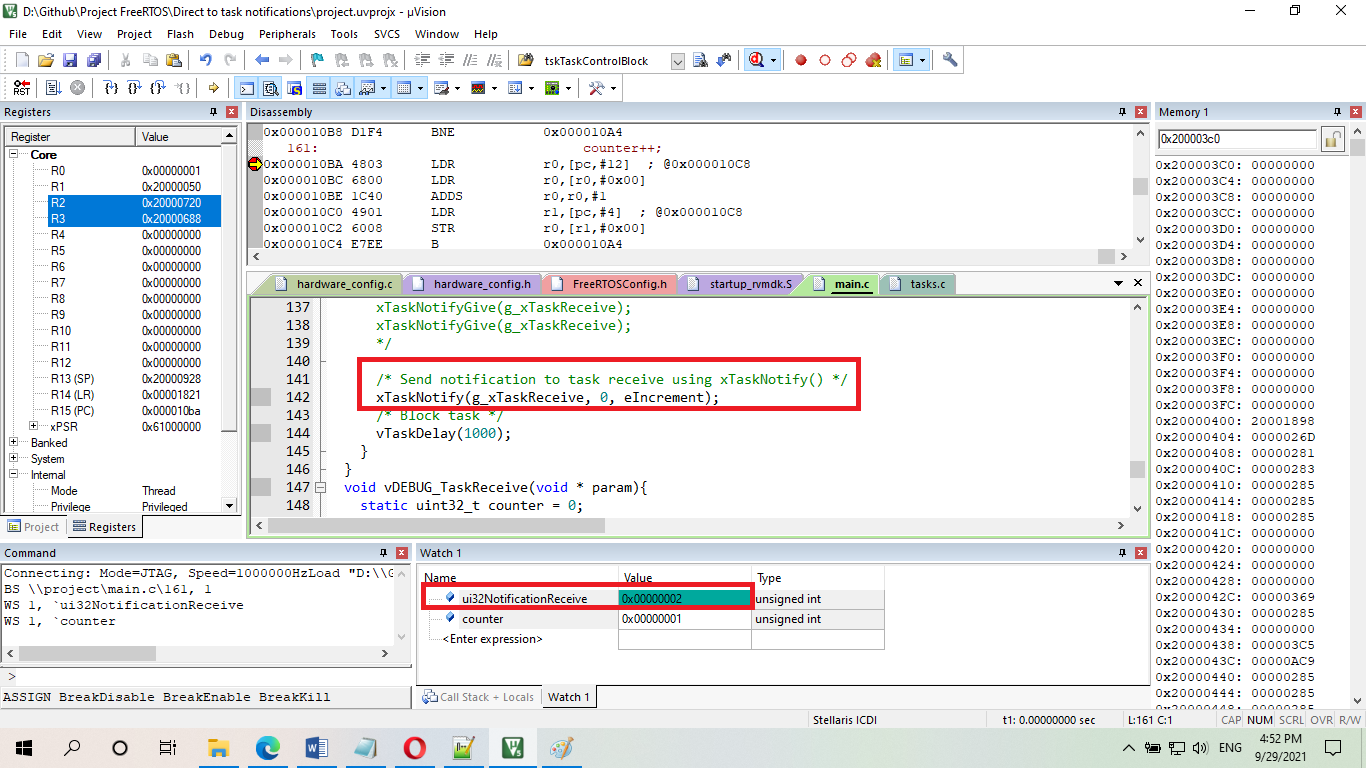 D:\Github\Project FreeRTOS\Direct to task notifications\project.uvprojx - µVision
File Edit View Project Flash Debug Peripherals Tools SVCS Window Help
tskTaskControlBlock
RST
Registers
Register Value
Core
R0 0x00000001
R1 0x20000050
R2 0x20000720
R3 0x20000688
R4 0x00000000
R5 0x00000000
R6 0x00000000
R7 0x00000000
R8 0x00000000
R9 0x00000000
R10 0x00000000
R11 0x00000000
R12 0x00000000
R13 (SP) 0x20000928
R14 (LR) 0x00001821
R15 (PC) 0x000010ba
xPSR 0x61000000
Banked
System
Internal
Mode Thread
Privilege Privileged
Project Registers
Disassembly
0x000010B8 D1F4 BNE 0x000010A4
161: counter++;
0x000010BA 4803 LDR r0,[pc,#12] ; @0x000010C8
0x000010BC 6800 LDR r0,[r0,#0x00]
0x000010BE 1C40 ADDS r0,r0,#1
0x000010C0 4901 LDR r1,[pc,#4] ; @0x000010C8
0x000010C2 6008 STR r0,[r1,#0x00]
0x000010C4 E7EE B 0x000010A4
hardware_config.c hardware_config.h FreeRTOSConfig.h startup_rvmdk.S main.c tasks.c
137 xTaskNotifyGive(g_xTaskReceive);
138 xTaskNotifyGive(g_xTaskReceive);
139 */
140
141 /* Send notification to task receive using xTaskNotify() */
142 xTaskNotify(g_xTaskReceive, 0, eIncrement);
143 /* Block task */
144 vTaskDelay(1000);
145 }
146 }
147 void vDEBUG_TaskReceive(void * param){
148 static uint32_t counter = 0;
Memory 1
0x200003c0
0x200003C0: 00000000
0x200003C4: 00000000
0x200003C8: 00000000
0x200003CC: 00000000
0x200003D0: 00000000
0x200003D4: 00000000
0x200003D8: 00000000
0x200003DC: 00000000
0x200003E0: 00000000
0x200003E4: 00000000
0x200003E8: 00000000
0x200003EC: 00000000
0x200003F0: 00000000
0x200003F4: 00000000
0x200003F8: 00000000
0x200003FC: 00000000
0x20000400: 20001898
0x20000404: 0000026D
0x20000408: 00000281
0x2000040C: 00000283
0x20000410: 00000285
0x20000414: 00000285
0x20000418: 00000285
0x2000041C: 00000000
0x20000420: 00000000
0x20000424: 00000000
0x20000428: 00000000
0x2000042C: 00000369
0x20000430: 00000285
0x20000434: 00000000
0x20000438: 000003C5
0x2000043C: 00000AC9
0x20000440: 00000285
0x20000444: 00000285
0x20000448: 00000285
Command
Connecting: Mode=JTAG, Speed=1000000HzLoad "D:\\G
BS \\project\main.c\161, 1
WS 1, `ui32NotificationReceive
WS 1, `counter
>
ASSIGN BreakDisable BreakEnable BreakKill
Watch 1
Name Value Type
ui32NotificationReceive 0x00000002 unsigned int
counter 0x00000001 unsigned int
<Enter expression>
Call Stack + Locals Watch 1
Stellaris ICDI t1: 0.00000000 sec L:161 C:1 CAP NUM SCRL OVR R/W
ENG
4:52 PM
9/29/2021